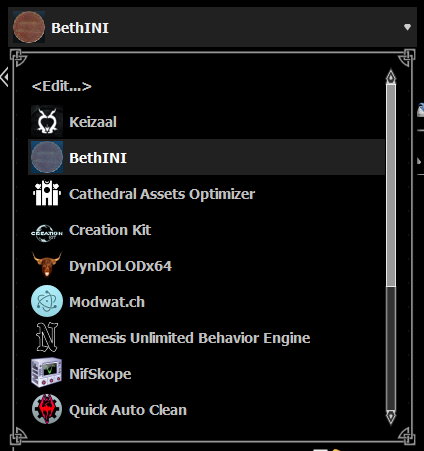 BethINI
<Edit...>
Keizaal
BethINI
Cathedral Assets Optimizer
CREATION
Creation Kit
DynDOLODx64
Modwat.ch
Nemesis Unlimited Behavior Engine
NifSkope
Quick Auto Clean